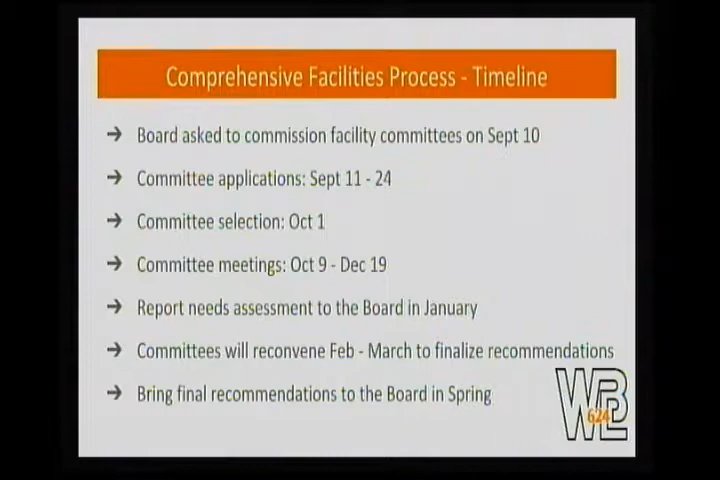 Comprehensive Facilities Process - Timeline
→ Board asked to commission facility committees on Sept 10
→ Committee applications: Sept 11 - 24
→ Committee selection: Oct 1
→ Committee meetings: Oct 9 - Dec 19
→ Report needs assessment to the Board in January
→ Committees will reconvene Feb - March to finalize recommendations
→ Bring final recommendations to the Board in Spring
WBL
624